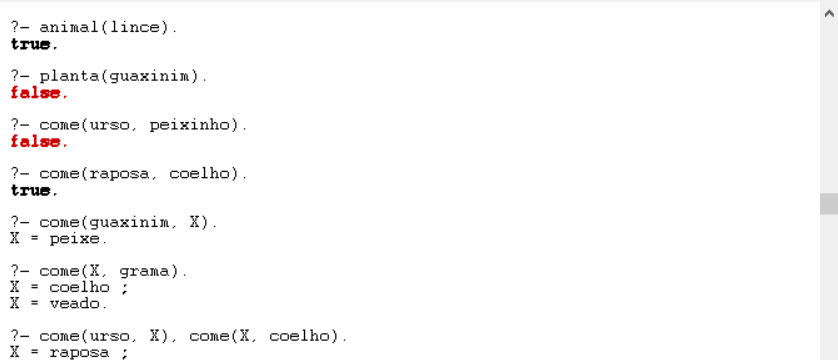 ?- animal(lince).
true.
?- planta(guaxinim).
false.
?- come(urso, peixinho).
false.
?- come(raposa, coelho).
true.
?- come(guaxinim, X).
X = peixe.
?- come(X, grama).
X = coelho ;
X = veado.
?- come(urso, X), come(X, coelho).
X = raposa ;